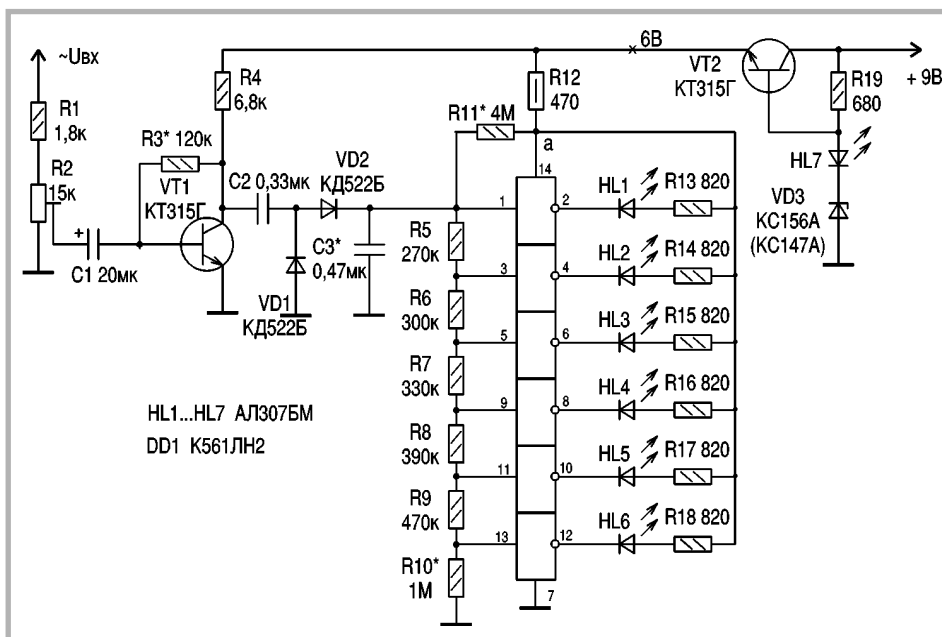 ~Uвх
R1
1,8к
R2
15к
+
C1 20мк
R3* 120к
VT1
КТ315Г
R4
6,8к
C2 0,33мк
VD1
КД522Б
VD2
КД522Б
C3*
0,47мк
R11* 4М
R12
470
6В
VT2
КТ315Г
+ 9В
R19
680
HL7
VD3
КС156А
(КС147А)
а
14
1
2
HL1
R13 820
R5
270к
3
4
HL2
R14 820
R6
300к
5
6
HL3
R15 820
R7
330к
9
8
HL4
R16 820
R8
390к
11
10
HL5
R17 820
R9
470к
13
12
HL6
R18 820
R10*
1М
7
HL1...HL7 АЛ307БМ
DD1 К561ЛН2